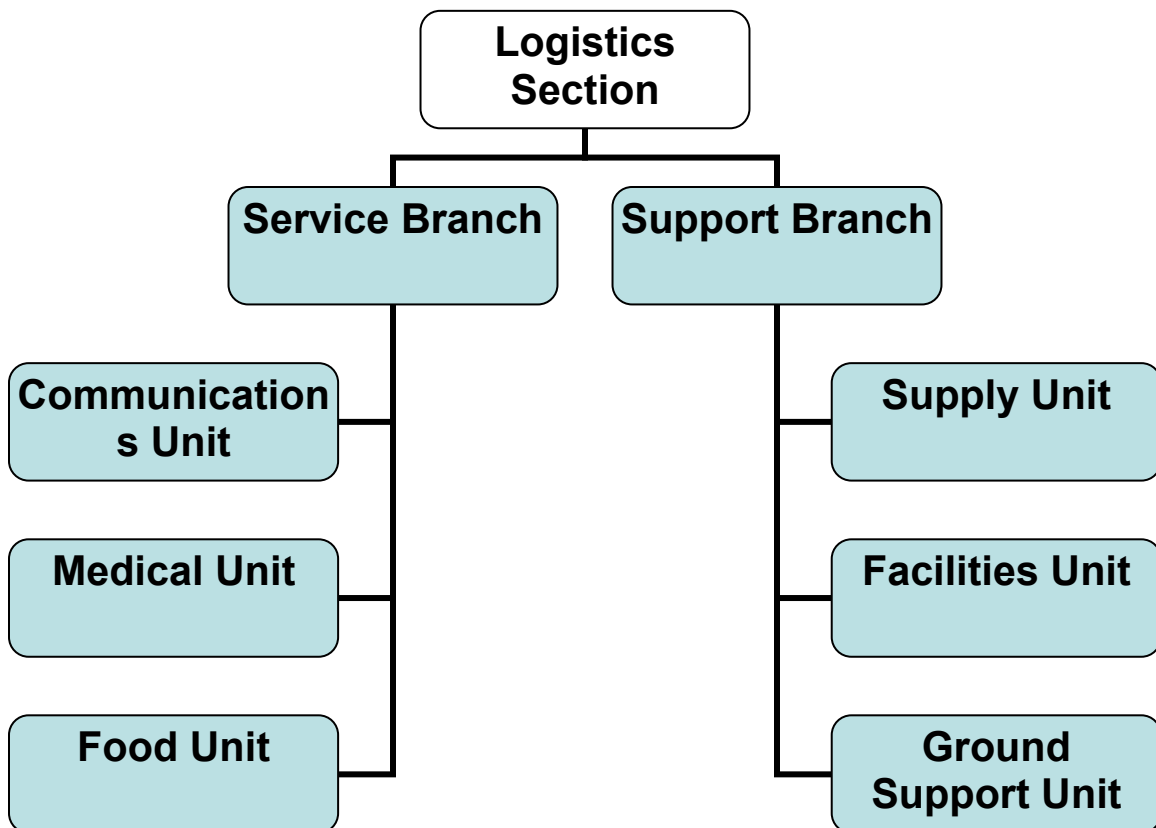 Logistics
Section
Service Branch
Support Branch
Communication
s Unit
Supply Unit
Medical Unit
Facilities Unit
Food Unit
Ground
Support Unit